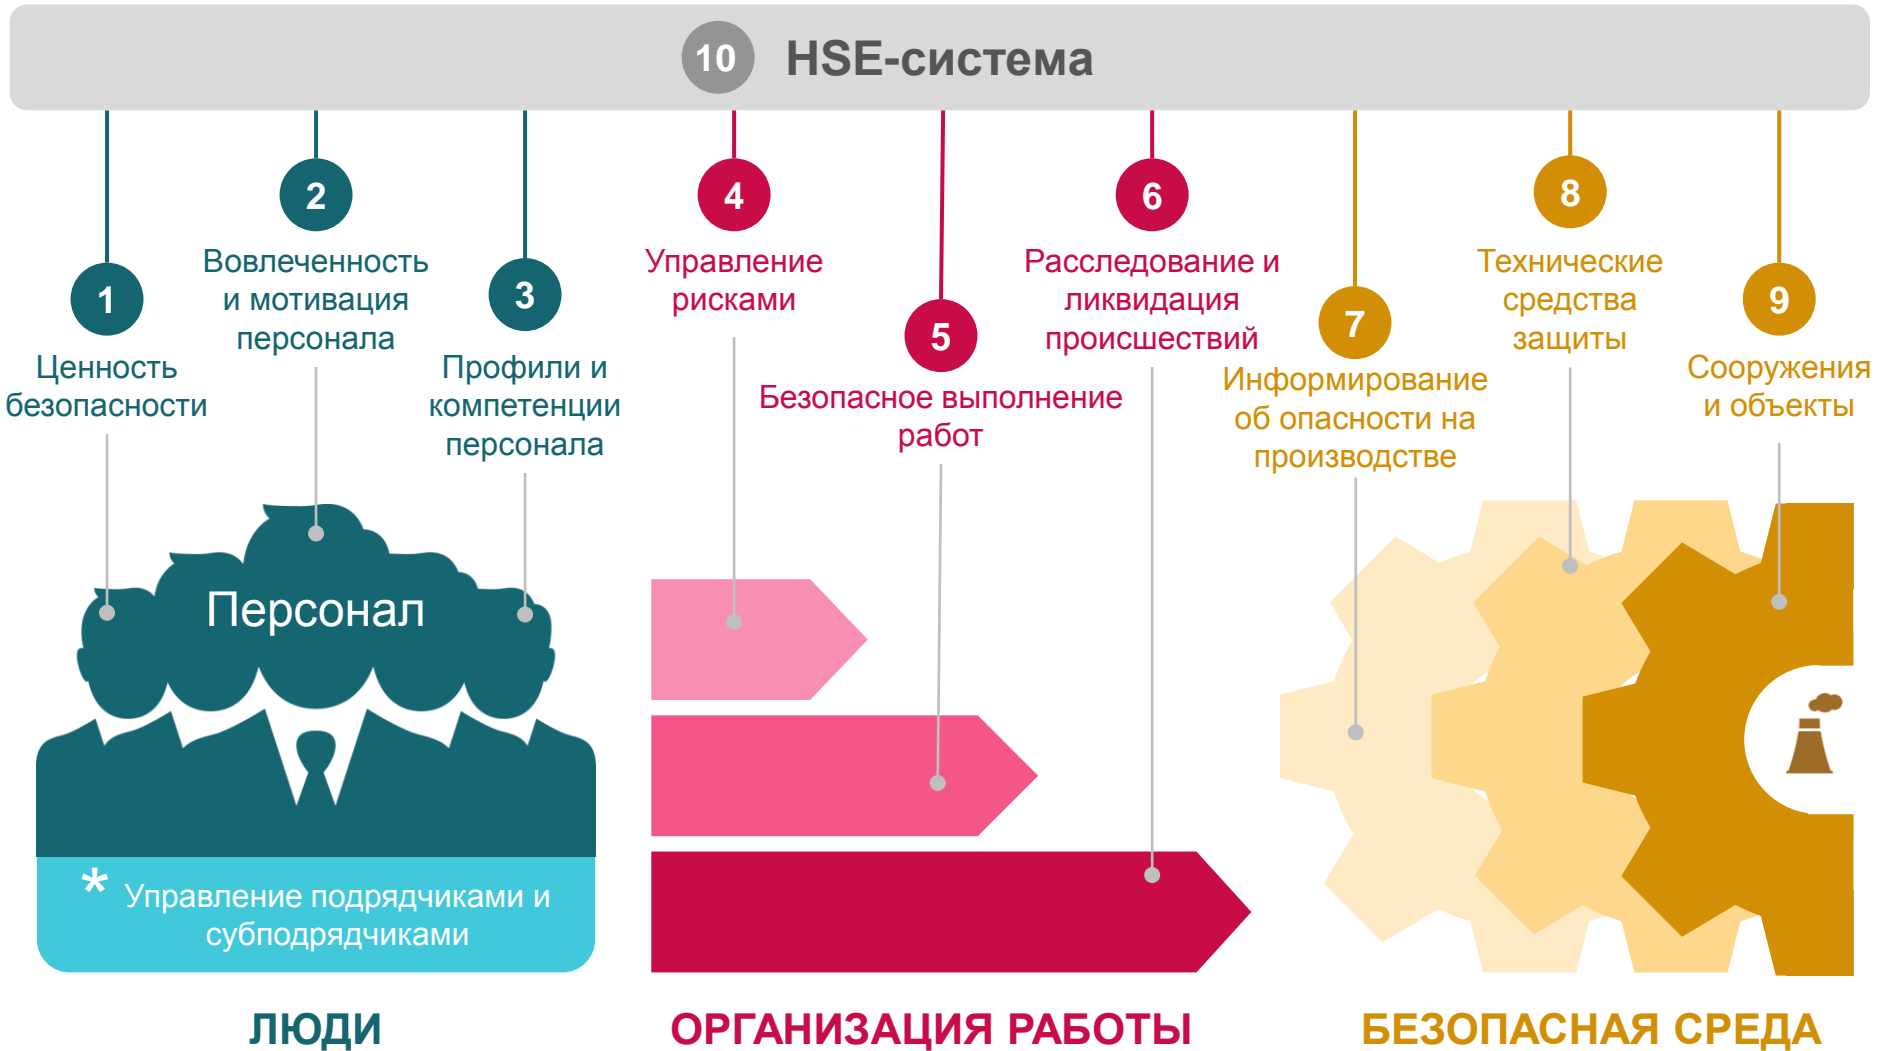 10 HSE-система
1
Ценность
безопасности
2
Вовлеченность
и мотивация
персонала
3
Профили и
компетенции
персонала
4
Управление
рисками
5
Безопасное выполнение
работ
6
Расследование и
ликвидация
происшествий
7
Информирование
об опасности на
производстве
8
Технические
средства
защиты
9
Сооружения
и объекты
Персонал
* Управление подрядчиками и
субподрядчиками
ЛЮДИ
ОРГАНИЗАЦИЯ РАБОТЫ
БЕЗОПАСНАЯ СРЕДА